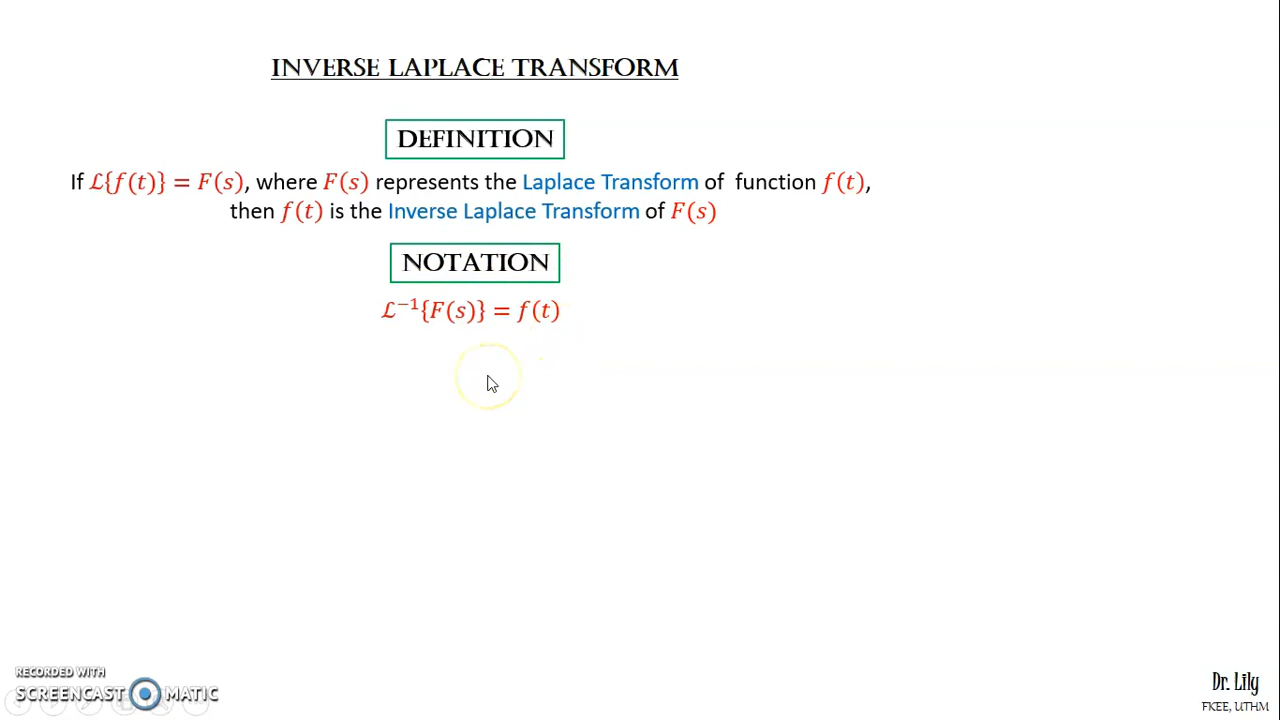 INVERSE LAPLACE TRANSFORM
DEFINITION
If ℒ{f(t)} = F(s), where F(s) represents the Laplace Transform of function f(t),
then f(t) is the Inverse Laplace Transform of F(s)
NOTATION
ℒ⁻¹{F(s)} = f(t)
RECORDED WITH
SCREENCAST MATIC
Dr. Lily
FKEE, UTHM